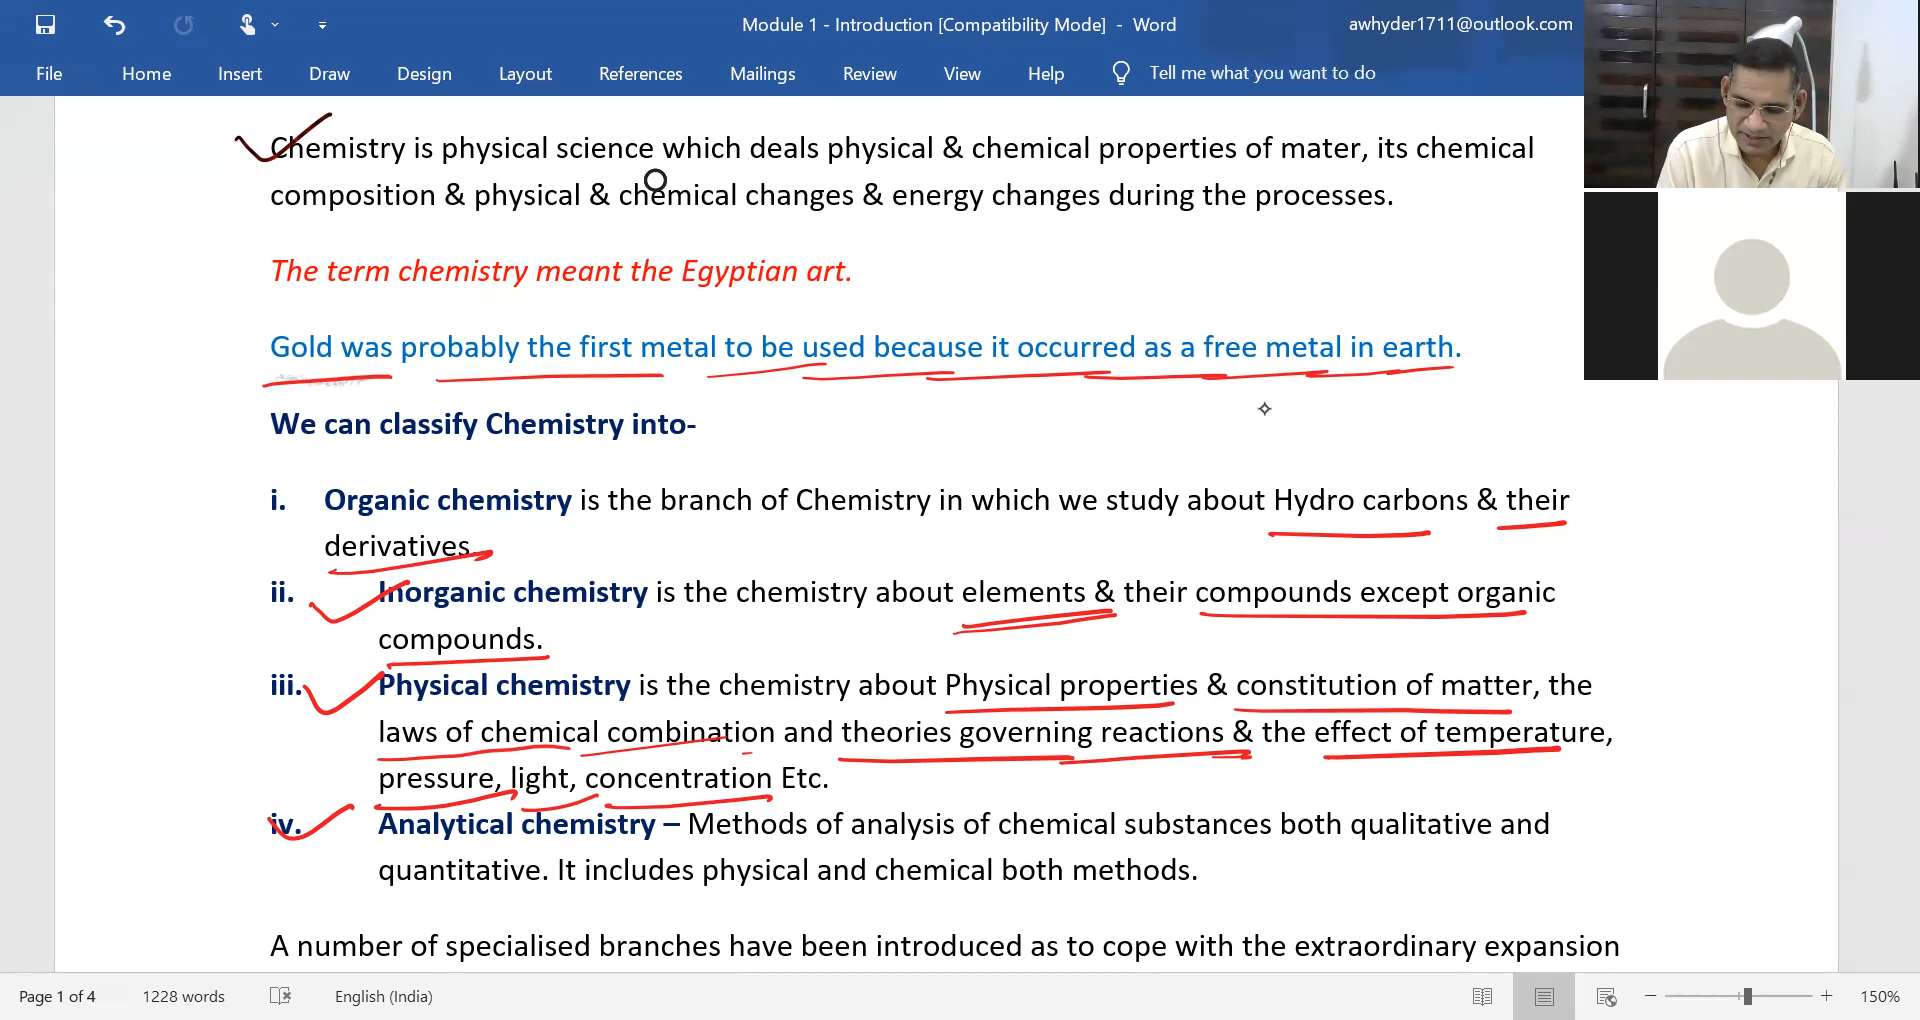 Module 1 - Introduction [Compatibility Mode] - Word
awhyder1711@outlook.com
File Home Insert Draw Design Layout References Mailings Review View Help Tell me what you want to do
Chemistry is physical science which deals physical & chemical properties of mater, its chemical
composition & physical & chemical changes & energy changes during the processes.
The term chemistry meant the Egyptian art.
Gold was probably the first metal to be used because it occurred as a free metal in earth.
We can classify Chemistry into-
i. Organic chemistry is the branch of Chemistry in which we study about Hydro carbons & their
derivatives.
ii. Inorganic chemistry is the chemistry about elements & their compounds except organic
compounds.
iii. Physical chemistry is the chemistry about Physical properties & constitution of matter, the
laws of chemical combination and theories governing reactions & the effect of temperature,
pressure, light, concentration Etc.
iv. Analytical chemistry – Methods of analysis of chemical substances both qualitative and
quantitative. It includes physical and chemical both methods.
A number of specialised branches have been introduced as to cope with the extraordinary expansion
Page 1 of 4 1228 words English (India) 150%